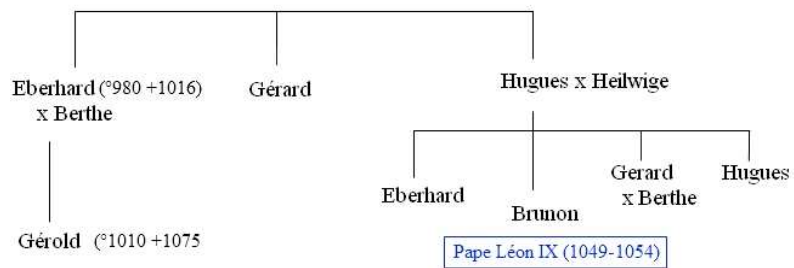 Eberhard (°980 +1016)
x Berthe
Gérard
Hugues x Heilwige
Eberhard
Brunon
Gerard
x Berthe
Hugues
Gérold (°1010 +1075
Pape Léon IX (1049-1054)